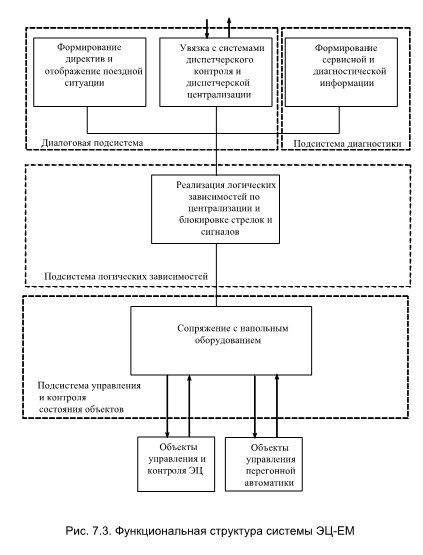 Формирование
директив и
отображение поездной
ситуации
Увязка с системами
диспетчерского
контроля и
диспетчерской
централизации
Формирование
сервисной и
диагностической
информации
Диалоговая подсистема
Подсистема диагностики
Реализация логических
зависимостей по
централизации и
блокировке стрелок и
сигналов
Подсистема логических зависимостей
Сопряжение с напольным
оборудованием
Подсистема управления
и контроля
состояния объектов
Объекты
управления и
контроля ЭЦ
Объекты
управления
перегонной
автоматики
Рис. 7.3. Функциональная структура системы ЭЦ-ЕМ